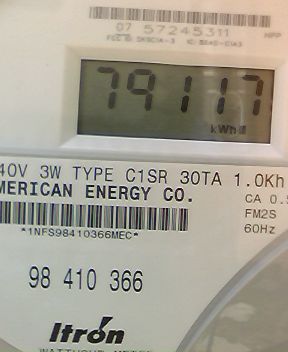 07 57245311
79117
kWh
40V 3W TYPE C1SR 30TA 1.0Kh
MERICAN ENERGY CO.
CA 0.5
FM2S
60Hz
*1NFS98410366MEC*
98 410 366
Itron